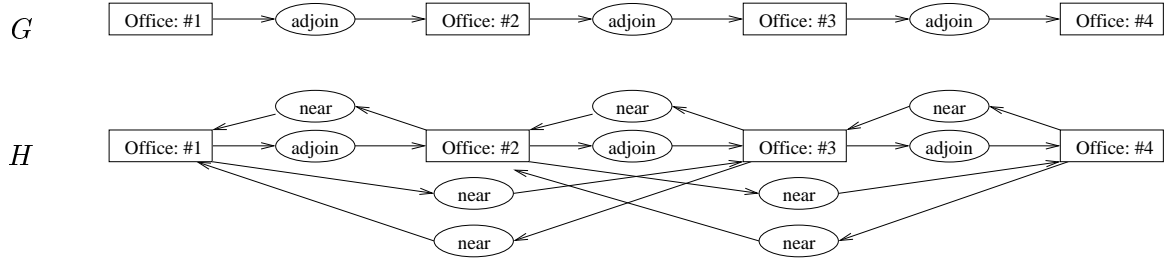 G Office: #1 adjoin Office: #2 adjoin Office: #3 adjoin Office: #4
near near near
H Office: #1 adjoin Office: #2 adjoin Office: #3 adjoin Office: #4
near near
near near